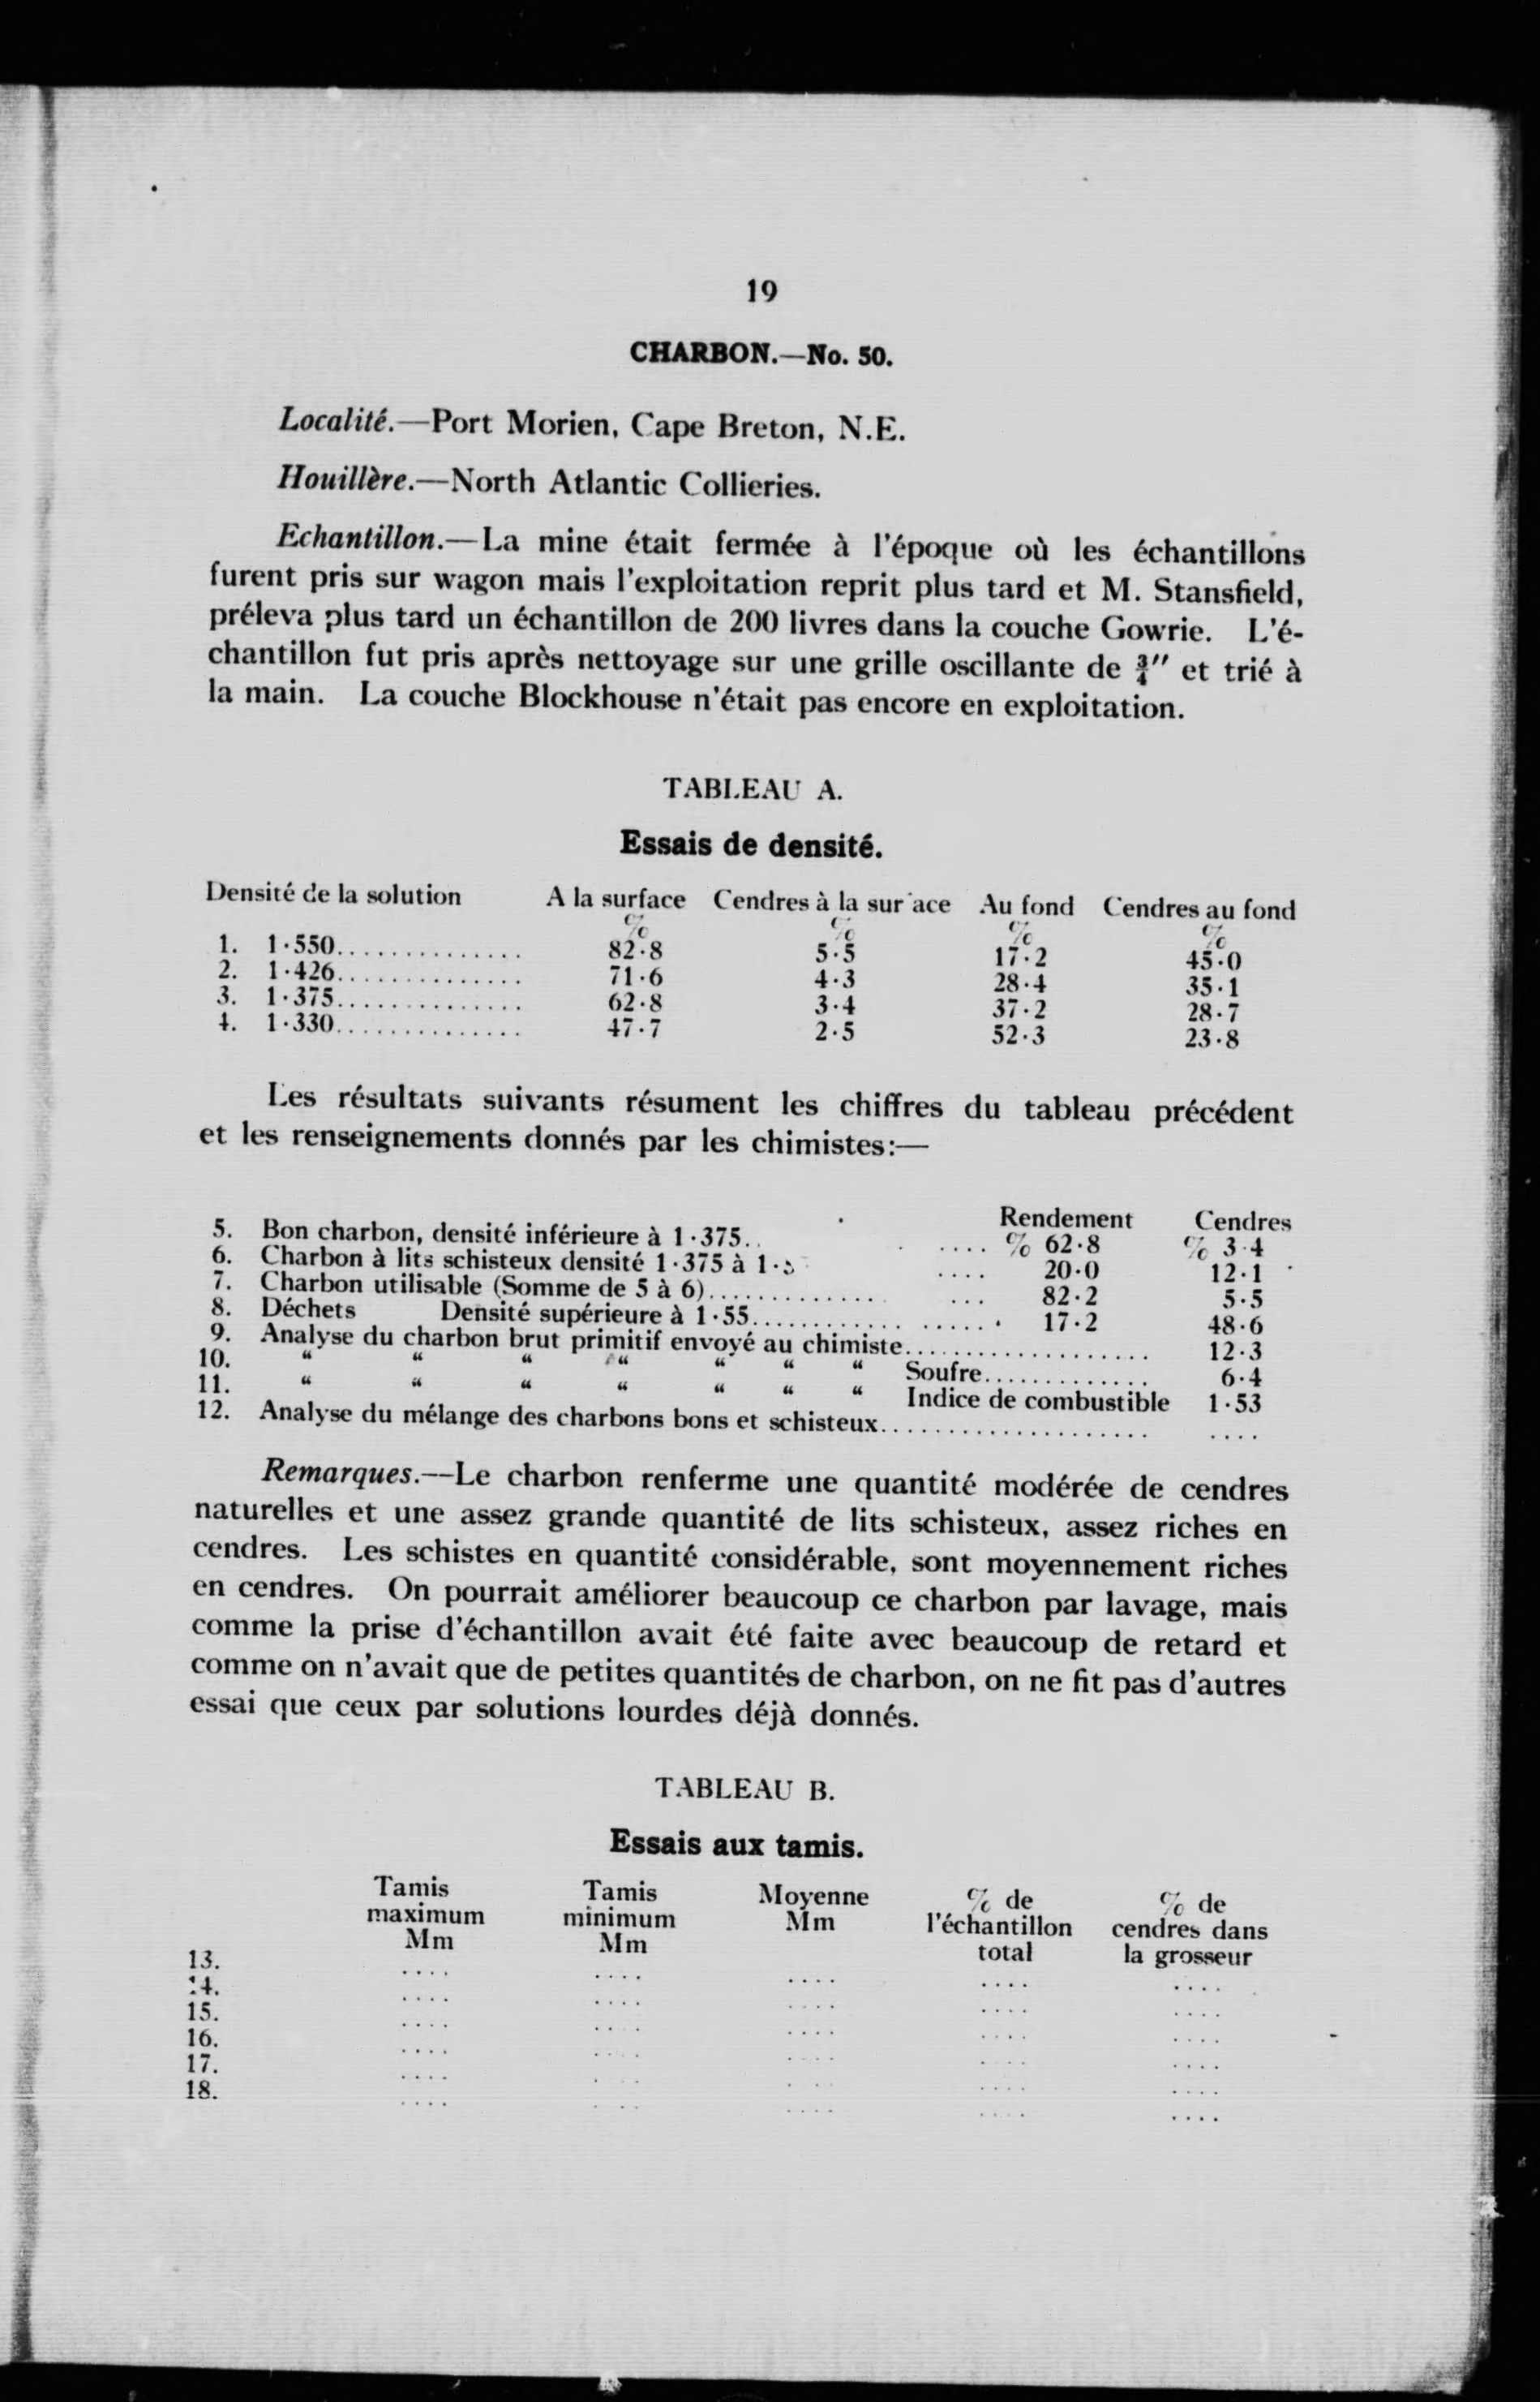 19
CHARBON.—No. 50.
Localité.—Port Morien, Cape Breton, N.E.
Houillère.—North Atlantic Collieries.
Echantillon.—La mine était fermée à l'époque où les échantillons
furent pris sur wagon mais l'exploitation reprit plus tard et M. Stansfield,
préleva plus tard un échantillon de 200 livres dans la couche Gowrie. L'é-
chantillon fut pris après nettoyage sur une grille oscillante de ¾″ et trié à
la main. La couche Blockhouse n'était pas encore en exploitation.
TABLEAU A.
Essais de densité.
Densité de la solution A la surface Cendres à la sur ace Au fond Cendres au fond
% % % %
1. 1·550............... 82·8 5·5 17·2 45·0
2. 1·426............... 71·6 4·3 28·4 35·1
3. 1·375............... 62·8 3·4 37·2 28·7
4. 1·330............... 47·7 2·5 52·3 23·8
Les résultats suivants résument les chiffres du tableau précédent
et les renseignements donnés par les chimistes:—
Rendement Cendres
5. Bon charbon, densité inférieure à 1·375.. .... % 62·8 % 3·4
6. Charbon à lits schisteux densité 1·375 à .... 20·0 12·1
7. Charbon utilisable (Somme de 5 à 6).............. ... 82·2 5·5
8. Déchets Densité supérieure à 1·55................... 17·2 48·6
9. Analyse du charbon brut primitif envoyé au chimiste................... 12·3
10. “ “ “ “ “ “ “ Soufre............. 6·4
11. “ “ “ “ “ “ “ Indice de combustible 1·53
12. Analyse du mélange des charbons bons et schisteux..................... ....
Remarques.—Le charbon renferme une quantité modérée de cendres
naturelles et une assez grande quantité de lits schisteux, assez riches en
cendres. Les schistes en quantité considérable, sont moyennement riches
en cendres. On pourrait améliorer beaucoup ce charbon par lavage, mais
comme la prise d'échantillon avait été faite avec beaucoup de retard et
comme on n'avait que de petites quantités de charbon, on ne fit pas d'autres
essai que ceux par solutions lourdes déjà donnés.
TABLEAU B.
Essais aux tamis.
Tamis Tamis Moyenne % de % de
maximum minimum Mm l'échantillon cendres dans
Mm Mm total la grosseur
13. .... .... .... .... ....
14. .... .... .... .... ....
15. .... .... .... .... ....
16. .... .... .... .... ....
17. .... .... .... .... ....
18. .... .... .... .... ....